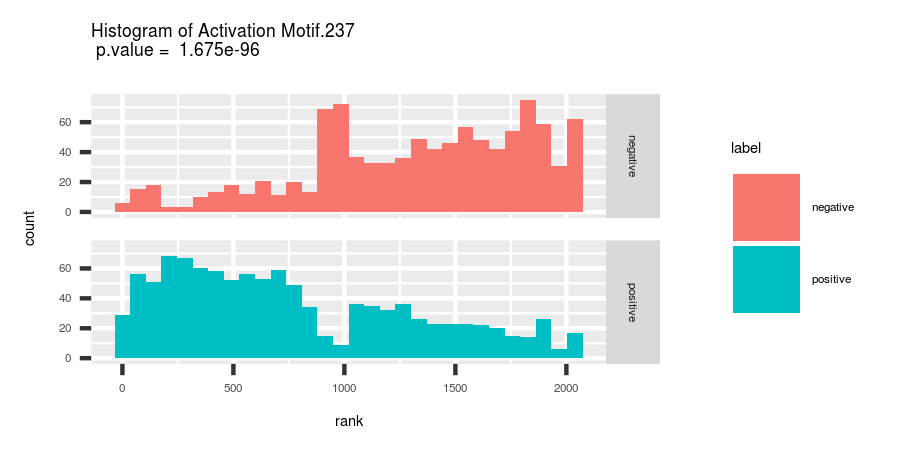 Histogram of Activation Motif.237
p.value = 1.675e-96
count
60
40
20
0
negative
60
40
20
0
positive
0 500 1000 1500 2000
rank
label
negative
positive